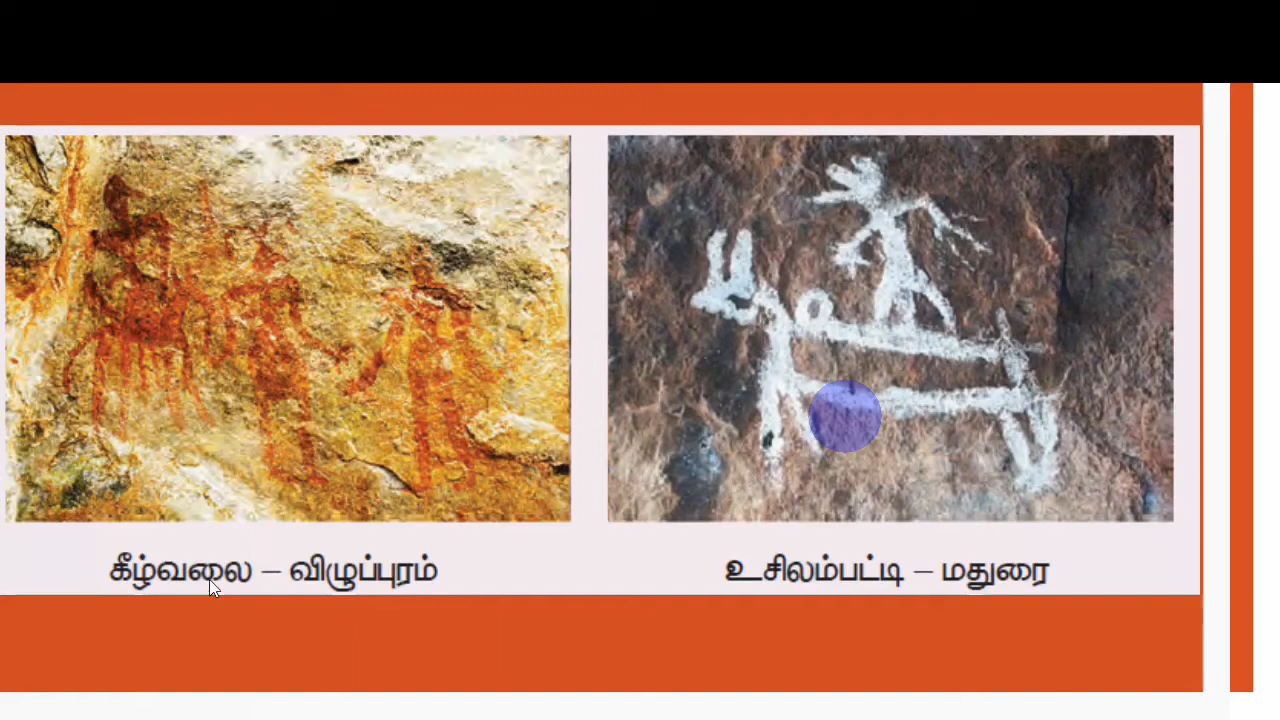 கீழ்வலை – விழுப்புரம்
உசிலம்பட்டி – மதுரை